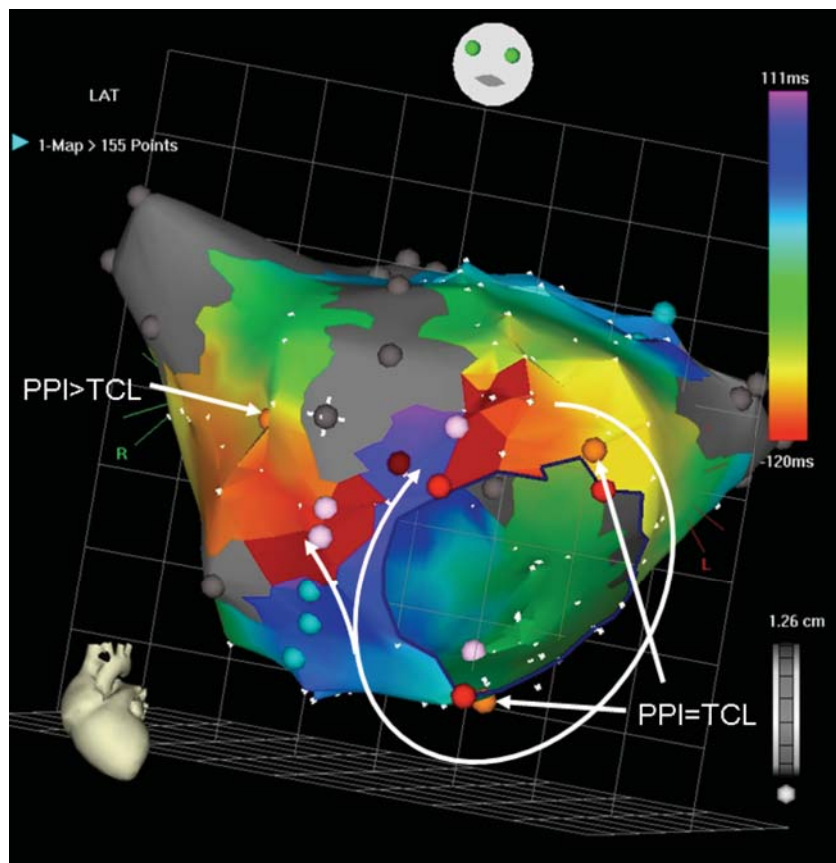 111ms
LAT
1-Map > 155 Points
PPI>TCL
R
-120ms
L
1.26 cm
PPI=TCL